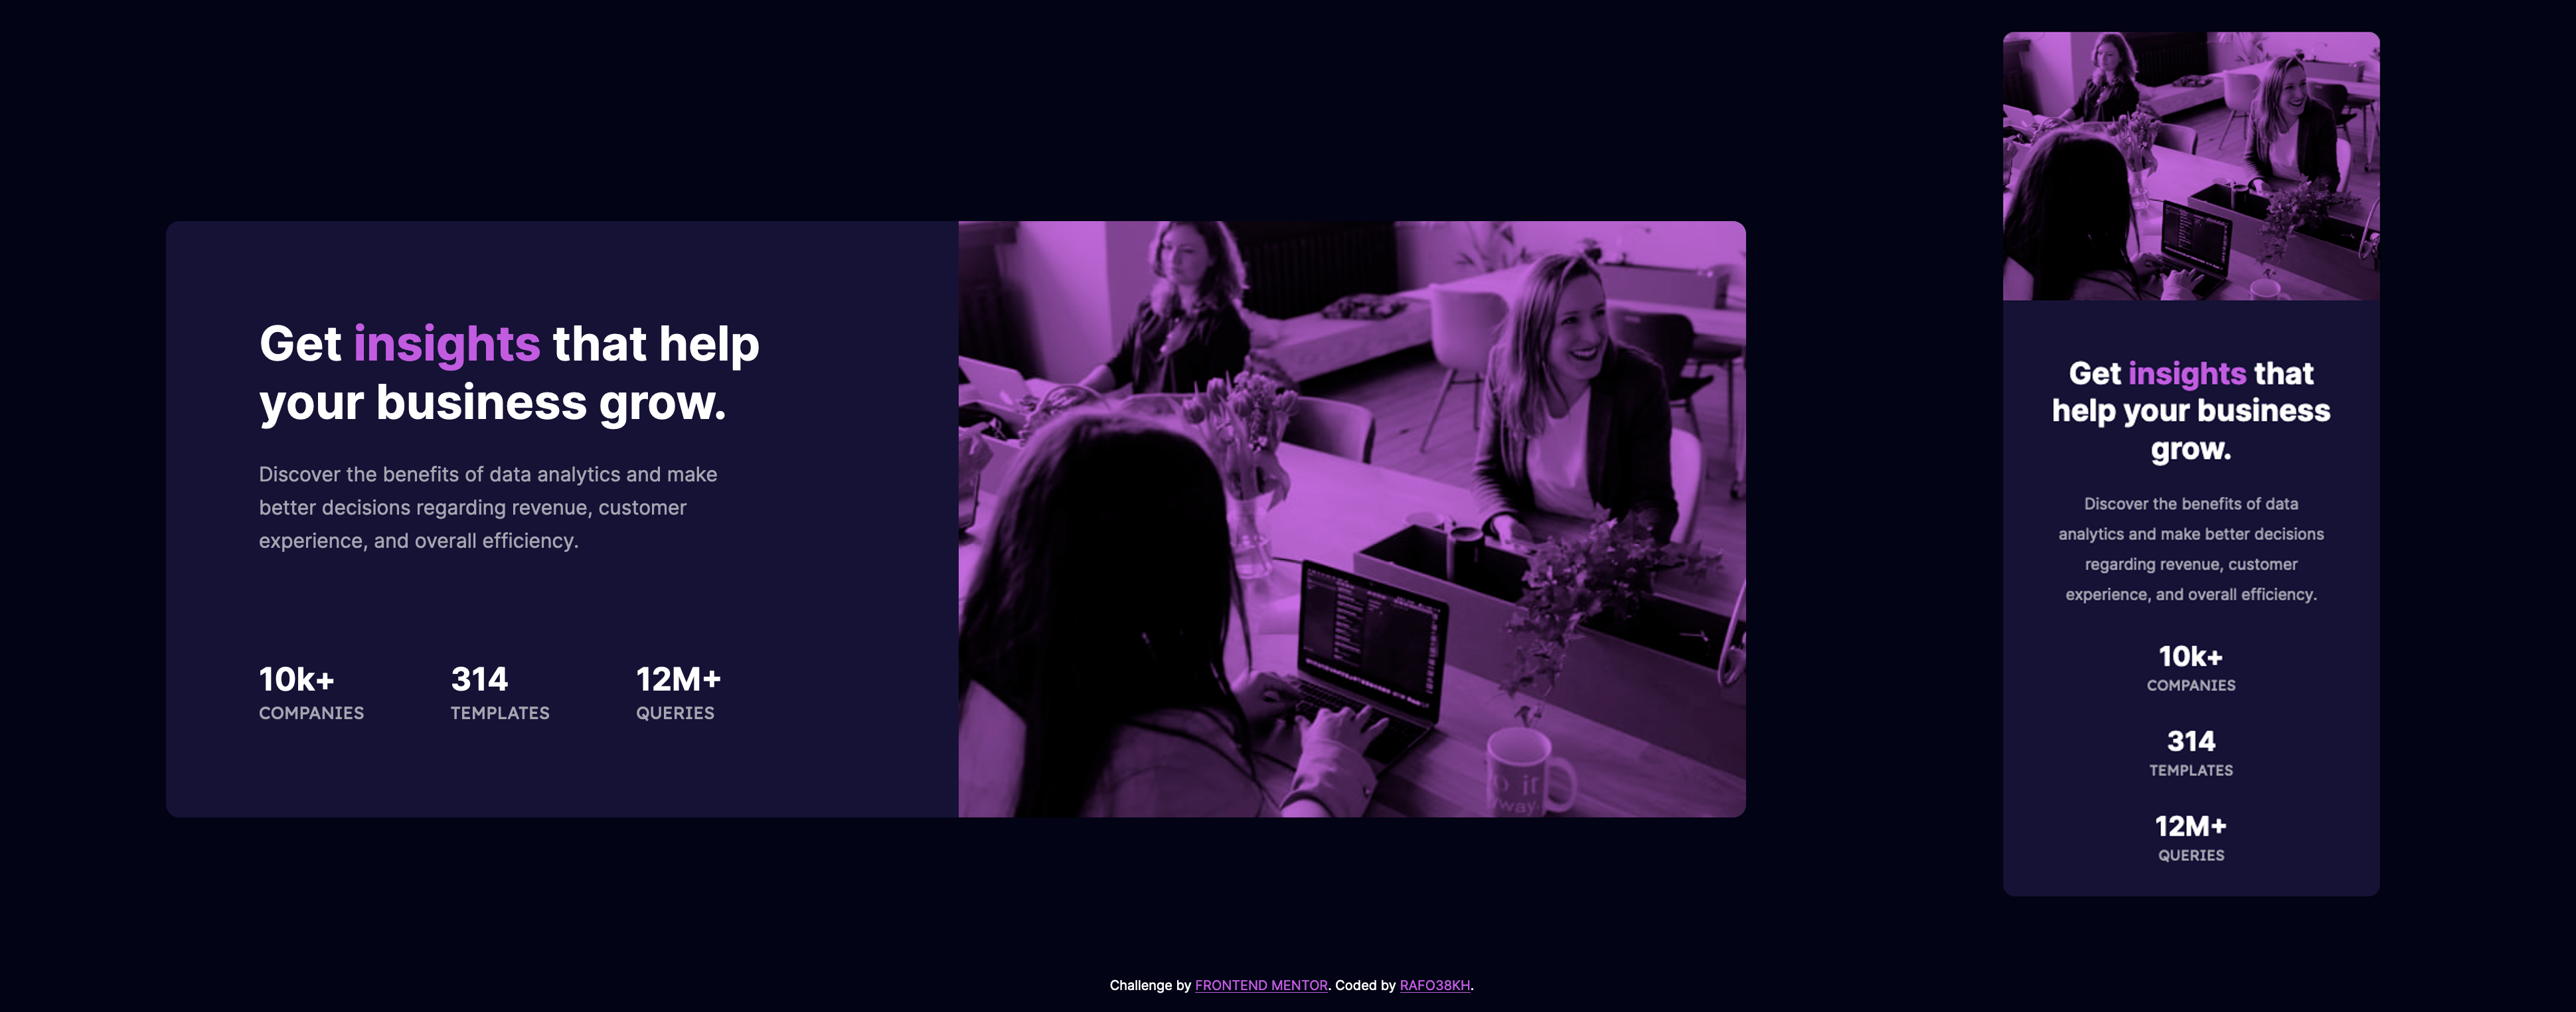 Get insights that help
your business grow.
Discover the benefits of data analytics and make
better decisions regarding revenue, customer
experience, and overall efficiency.
10k+
COMPANIES
314
TEMPLATES
12M+
QUERIES
Get insights that
help your business
grow.
Discover the benefits of data
analytics and make better decisions
regarding revenue, customer
experience, and overall efficiency.
10k+
COMPANIES
314
TEMPLATES
12M+
QUERIES
Challenge by FRONTEND MENTOR. Coded by RAFO38KH.